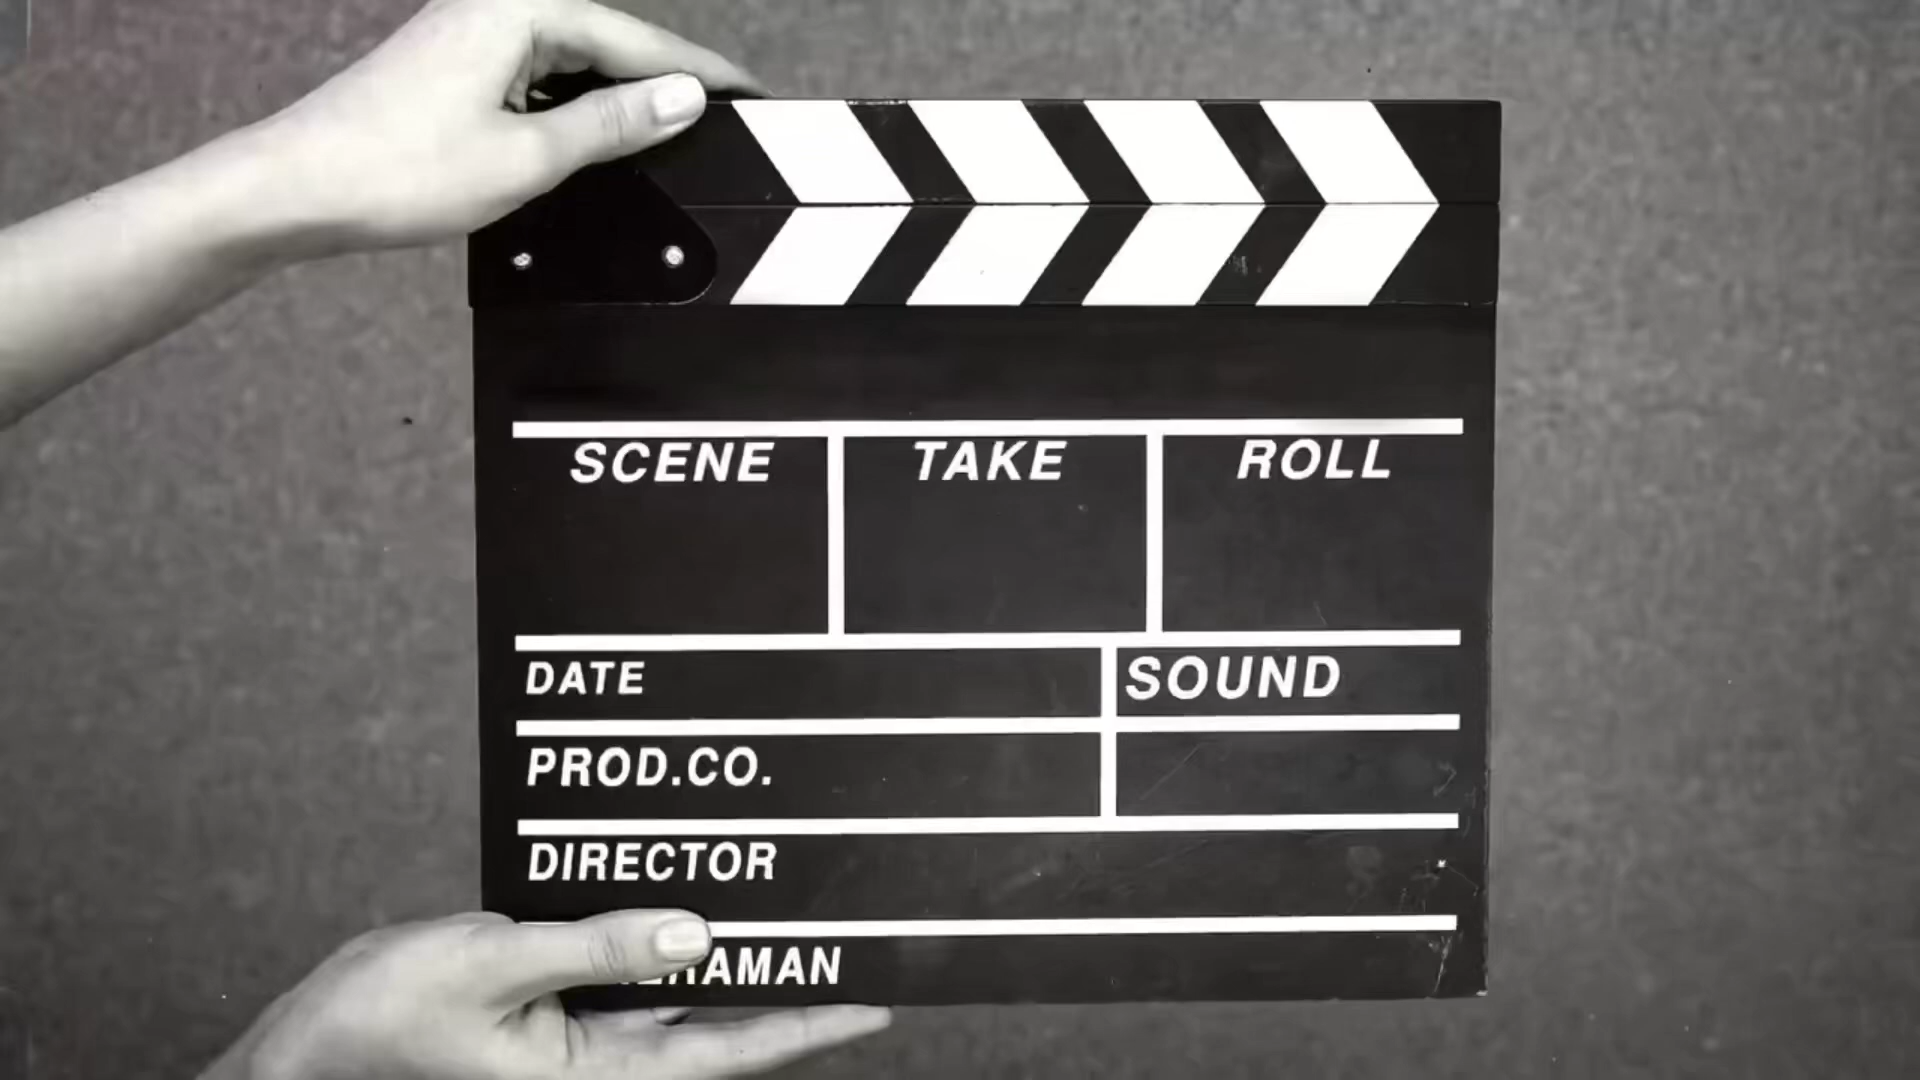 SCENE TAKE ROLL
DATE SOUND
PROD.CO.
DIRECTOR